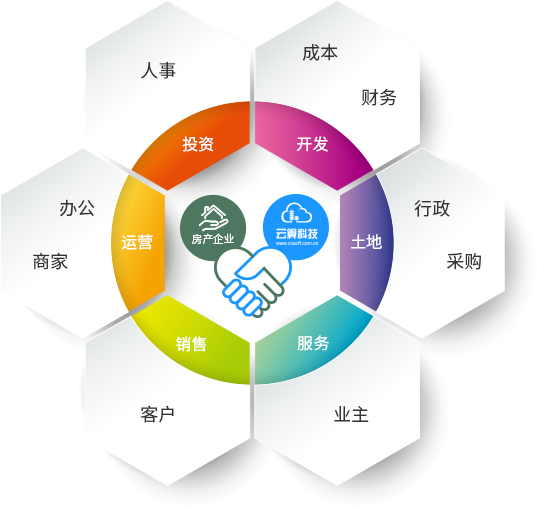 人事
成本
财务
投资
开发
办公
商家
运营
房产企业
云算科技
www.ccsoft.com.cn
土地
行政
采购
销售
服务
客户
业主